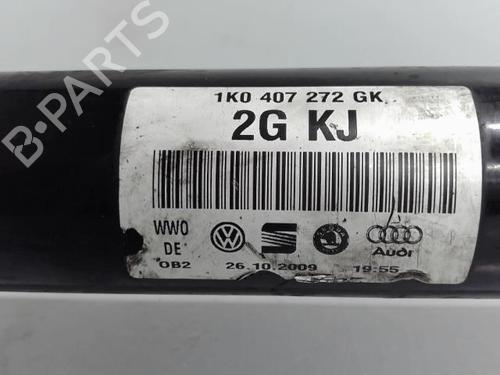 1K0 407 272 GK
2G KJ
WWO
DE
OB2
26.10.2009
19:55
Audi
B-PARTS